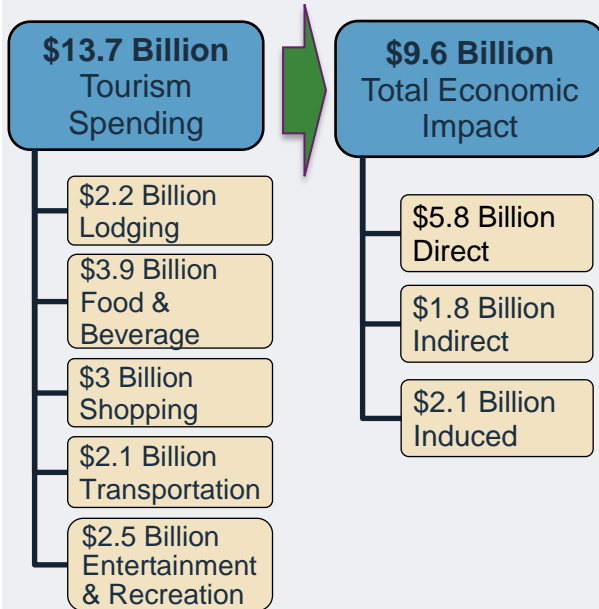 $13.7 Billion
Tourism
Spending
$2.2 Billion
Lodging
$3.9 Billion
Food &
Beverage
$3 Billion
Shopping
$2.1 Billion
Transportation
$2.5 Billion
Entertainment
& Recreation
$9.6 Billion
Total Economic
Impact
$5.8 Billion
Direct
$1.8 Billion
Indirect
$2.1 Billion
Induced